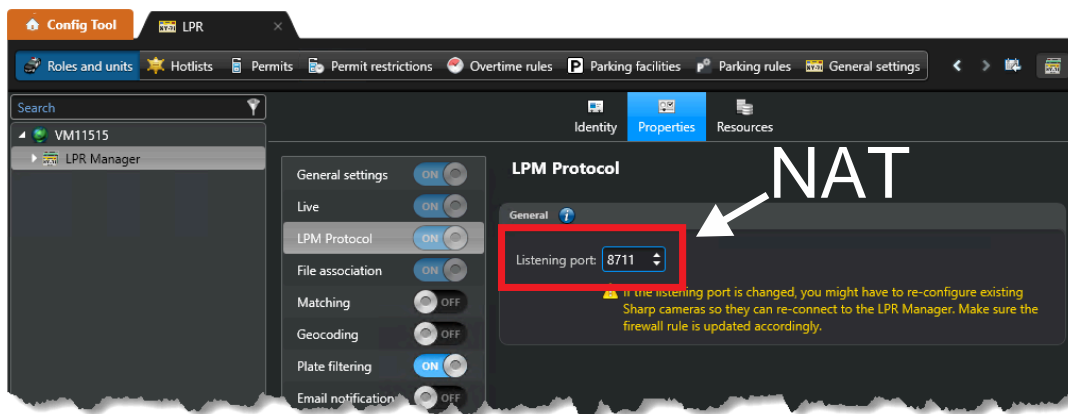 Config Tool
LPR
Roles and units Hotlists Permits Permit restrictions Overtime rules Parking facilities Parking rules General settings
Search
VM11515
LPR Manager
Identity Properties Resources
General settings ON
Live ON
LPM Protocol ON
File association ON
Matching OFF
Geocoding OFF
Plate filtering ON
Email notification OFF
LPM Protocol
NAT
General
Listening port: 8711
If the listening port is changed, you might have to re-configure existing
Sharp cameras so they can re-connect to the LPR Manager. Make sure the
firewall rule is updated accordingly.